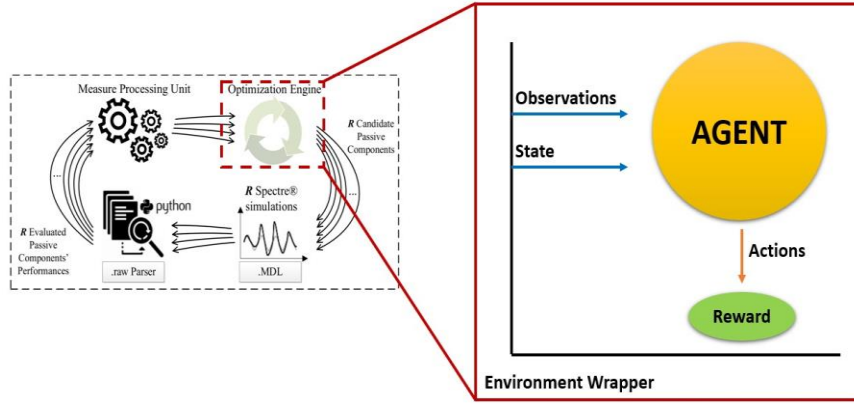 Measure Processing Unit
Optimization Engine
R Candidate
Passive
Components
...
...
R Evaluated
Passive
Components'
Performances
python
.raw Parser
R Spectre®
simulations
.MDL
Observations
State
AGENT
Actions
Reward
Environment Wrapper